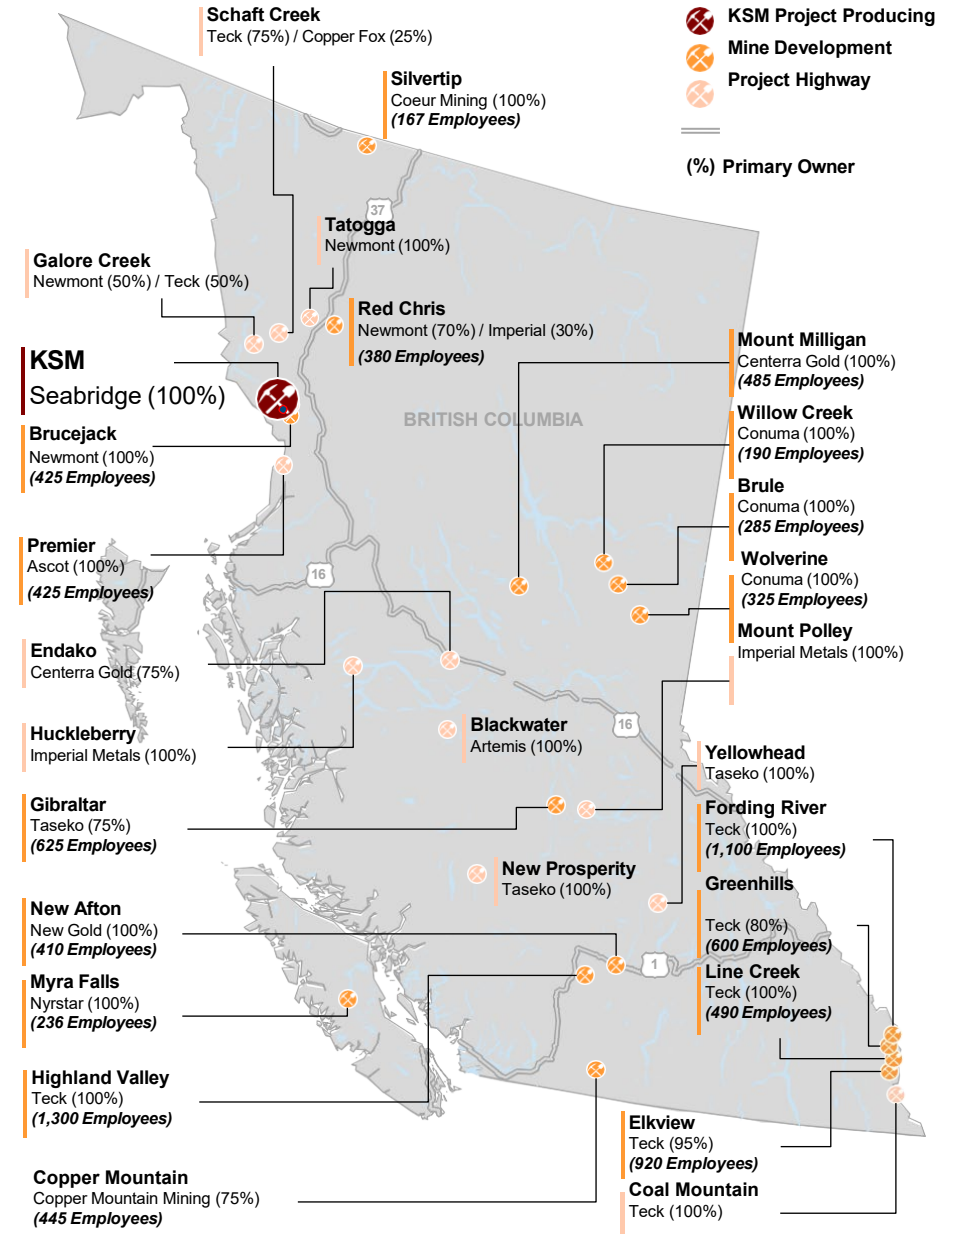 Schaft Creek
Teck (75%) / Copper Fox (25%)
KSM Project Producing
Mine Development
Project Highway
(%) Primary Owner
Silvertip
Coeur Mining (100%)
(167 Employees)
37
Tatogga
Newmont (100%)
Galore Creek
Newmont (50%) / Teck (50%)
Red Chris
Newmont (70%) / Imperial (30%)
(380 Employees)
KSM
Seabridge (100%)
BRITISH COLUMBIA
Mount Milligan
Centerra Gold (100%)
(485 Employees)
Willow Creek
Conuma (100%)
(190 Employees)
Brucejack
Newmont (100%)
(425 Employees)
Brule
Conuma (100%)
(285 Employees)
Premier
Ascot (100%)
(425 Employees)
16
Wolverine
Conuma (100%)
(325 Employees)
Mount Polley
Imperial Metals (100%)
Endako
Centerra Gold (75%)
Huckleberry
Imperial Metals (100%)
Blackwater
Artemis (100%)
16
Yellowhead
Taseko (100%)
Gibraltar
Taseko (75%)
(625 Employees)
Fording River
Teck (100%)
(1,100 Employees)
New Prosperity
Taseko (100%)
Greenhills
Teck (80%)
(600 Employees)
New Afton
New Gold (100%)
(410 Employees)
1
Line Creek
Teck (100%)
(490 Employees)
Myra Falls
Nyrstar (100%)
(236 Employees)
Highland Valley
Teck (100%)
(1,300 Employees)
Elkview
Teck (95%)
(920 Employees)
Copper Mountain
Copper Mountain Mining (75%)
(445 Employees)
Coal Mountain
Teck (100%)